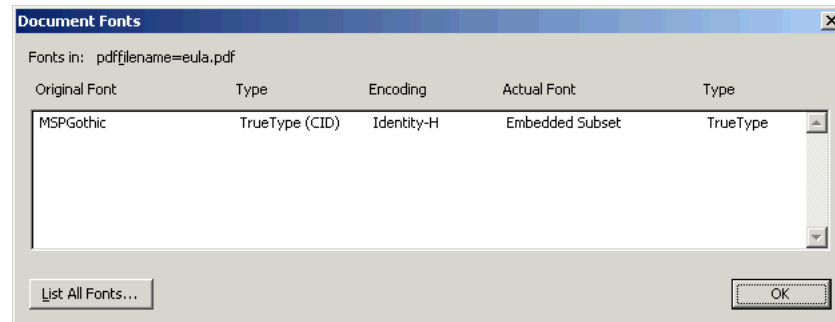 Document Fonts
Fonts in: pdffilename=eula.pdf
Original Font Type Encoding Actual Font Type
MSPGothic TrueType (CID) Identity-H Embedded Subset TrueType
List All Fonts... OK